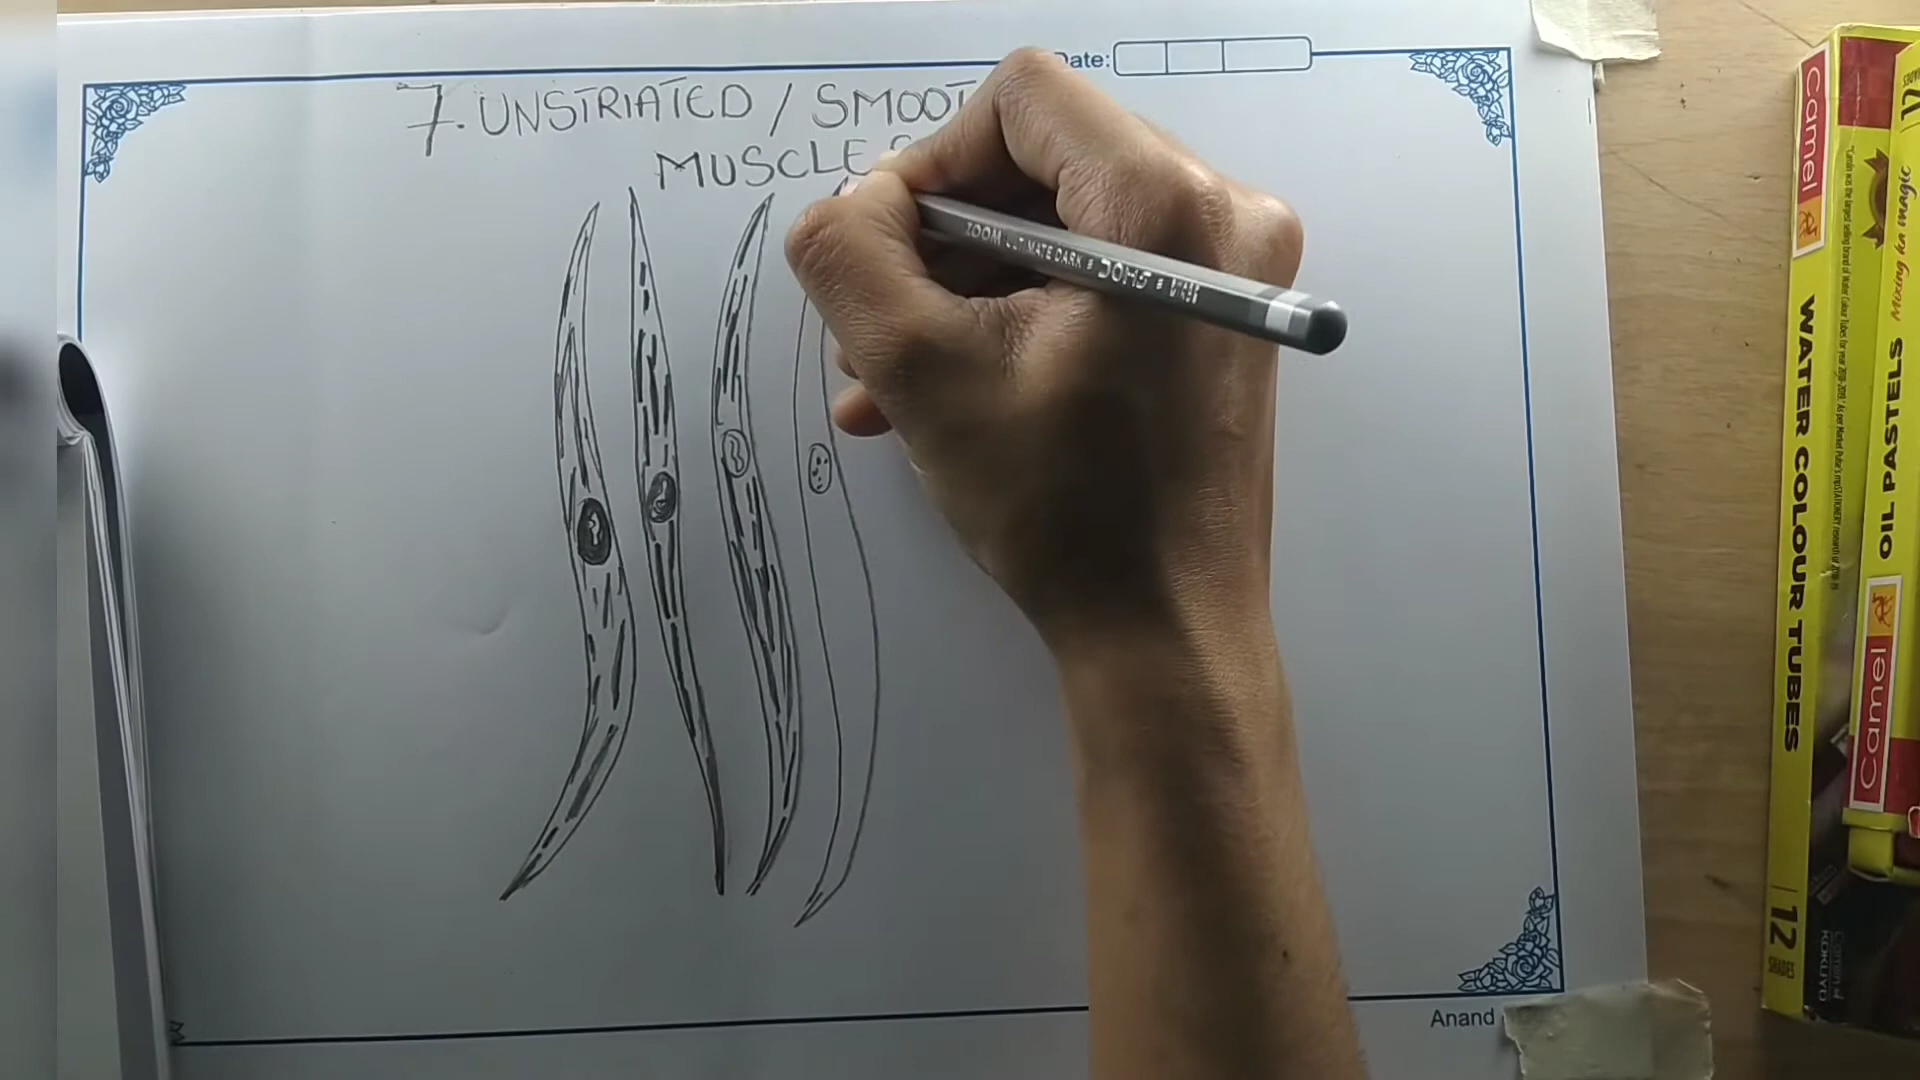 Date:
7. UNSTRIATED / SMOOT
MUSCLE
ZOOM ULTIMATE DARK DOMS
Camel
WATER COLOUR TUBES
12
SHADES
Camel
OIL PASTELS
Mixing ka magic
Anand